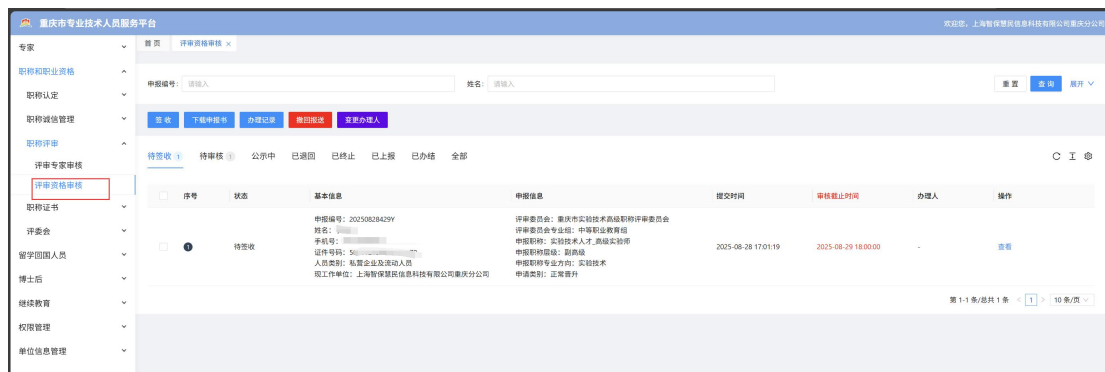 重庆市专业技术人员服务平台
欢迎您，上海智保慧民信息科技有限公司重庆分公司
专家
首页 评审资格审核 ×
职称和职业资格
申报编号： 请输入 姓名： 请输入 重置 查询 展开
职称认定
职称诚信管理
签收 下载申报书 办理记录 撤回报送 变更办理人
职称评审
待签收 1 待审核 1 公示中 已退回 已终止 已上报 已办结 全部
评审专家审核
评审资格审核
序号 状态 基本信息 申报信息 提交时间 审核截止时间 办理人 操作
职称证书
评委会
留学回国人员
博士后
继续教育
权限管理
单位信息管理
1 待签收
申报编号：20250828429Y
姓名：
手机号：
证件号码：
人员类别：私营企业及流动人员
现工作单位：上海智保慧民信息科技有限公司重庆分公司
评审委员会：重庆市实验技术高级职称评审委员会
评审委员会专业组：中等职业教育组
申报职称：实验技术人才_高级实验师
申报职称层级：副高级
申报职称专业方向：实验技术
申请类别：正常晋升
2025-08-28 17:01:19 2025-08-29 18:00:00 - 查看
第 1-1 条/总共 1 条 < 1 > 10 条/页